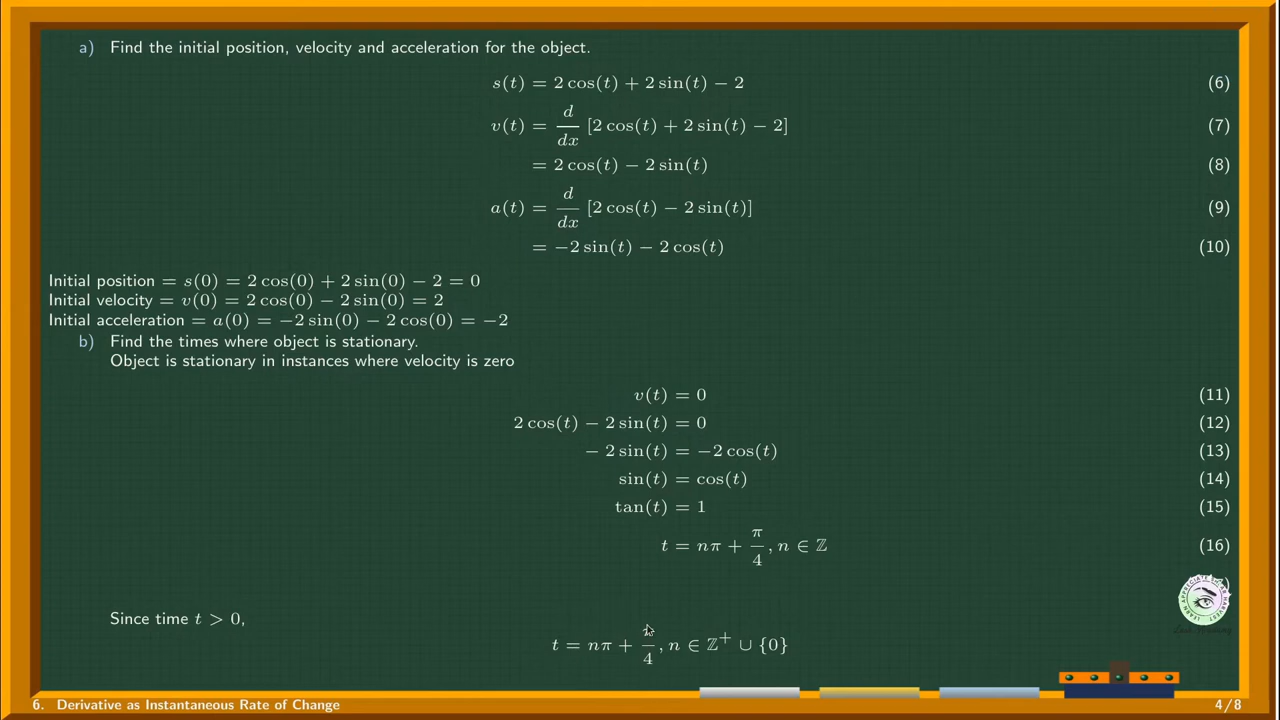 a) Find the initial position, velocity and acceleration for the object.
s(t) = 2 cos(t) + 2 sin(t) − 2 (6)
v(t) = d/dx [2 cos(t) + 2 sin(t) − 2] (7)
= 2 cos(t) − 2 sin(t) (8)
a(t) = d/dx [2 cos(t) − 2 sin(t)] (9)
= −2 sin(t) − 2 cos(t) (10)
Initial position = s(0) = 2 cos(0) + 2 sin(0) − 2 = 0
Initial velocity = v(0) = 2 cos(0) − 2 sin(0) = 2
Initial acceleration = a(0) = −2 sin(0) − 2 cos(0) = −2
b) Find the times where object is stationary.
Object is stationary in instances where velocity is zero
v(t) = 0 (11)
2 cos(t) − 2 sin(t) = 0 (12)
− 2 sin(t) = −2 cos(t) (13)
sin(t) = cos(t) (14)
tan(t) = 1 (15)
t = nπ + π/4, n ∈ ℤ (16)
Since time t > 0,
t = nπ + π/4, n ∈ ℤ⁺ ∪ {0}
6. Derivative as Instantaneous Rate of Change 4/8